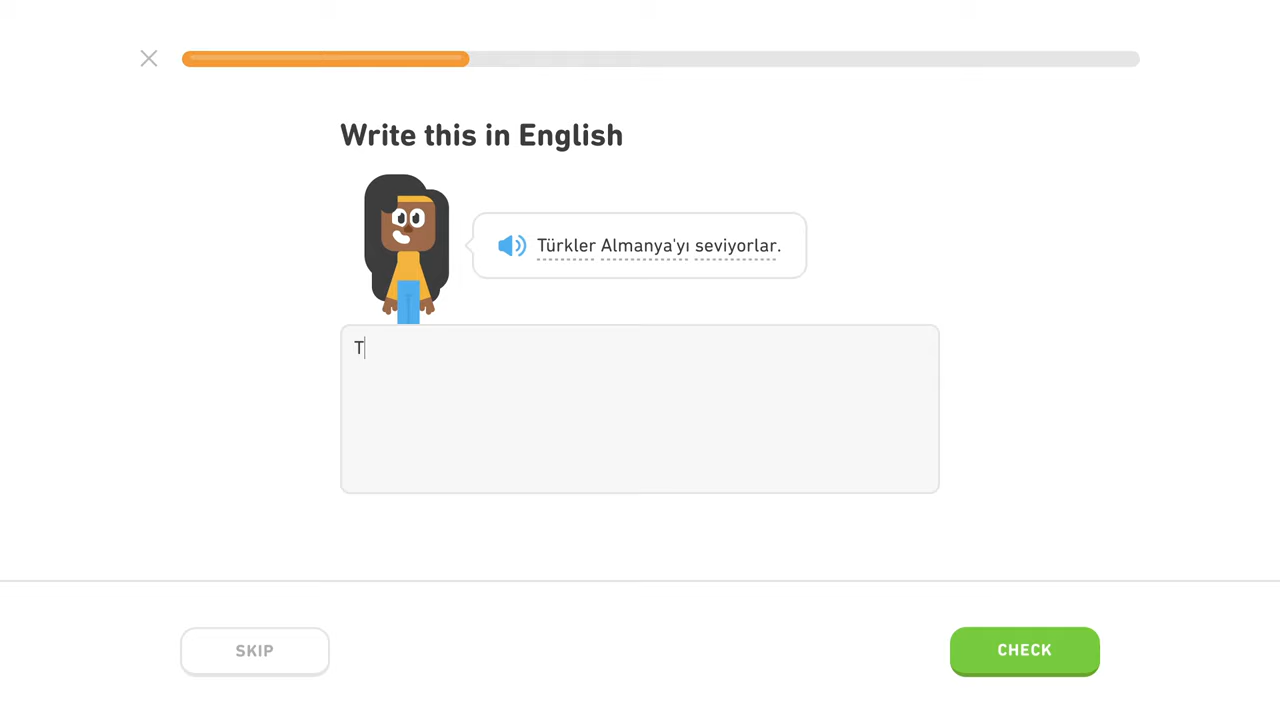 Write this in English
Türkler Almanya'yı seviyorlar.
T
SKIP
CHECK